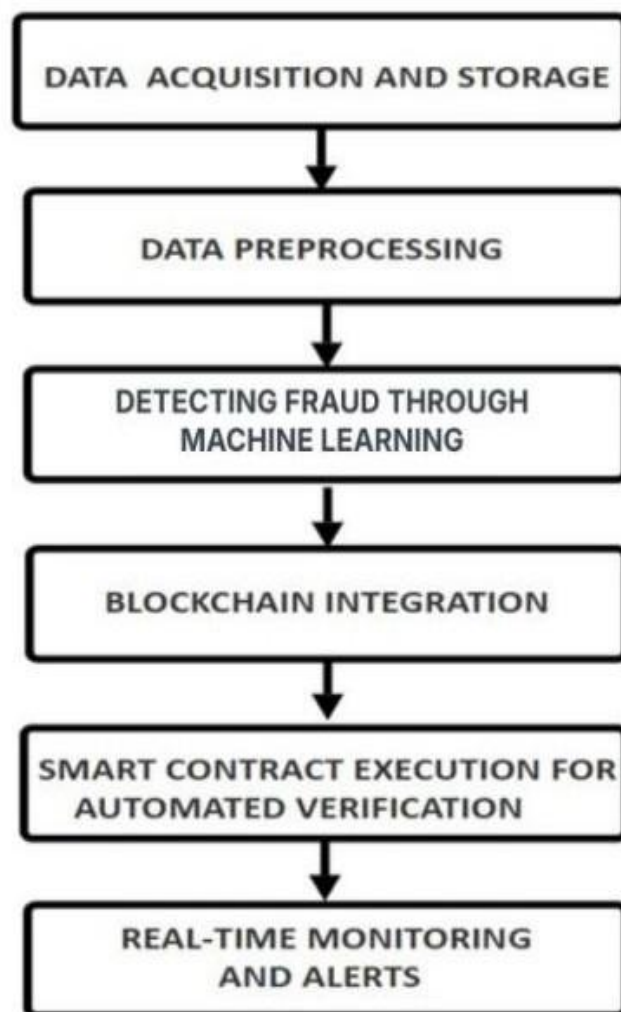 DATA ACQUISITION AND STORAGE
DATA PREPROCESSING
DETECTING FRAUD THROUGH
MACHINE LEARNING
BLOCKCHAIN INTEGRATION
SMART CONTRACT EXECUTION FOR
AUTOMATED VERIFICATION
REAL-TIME MONITORING
AND ALERTS